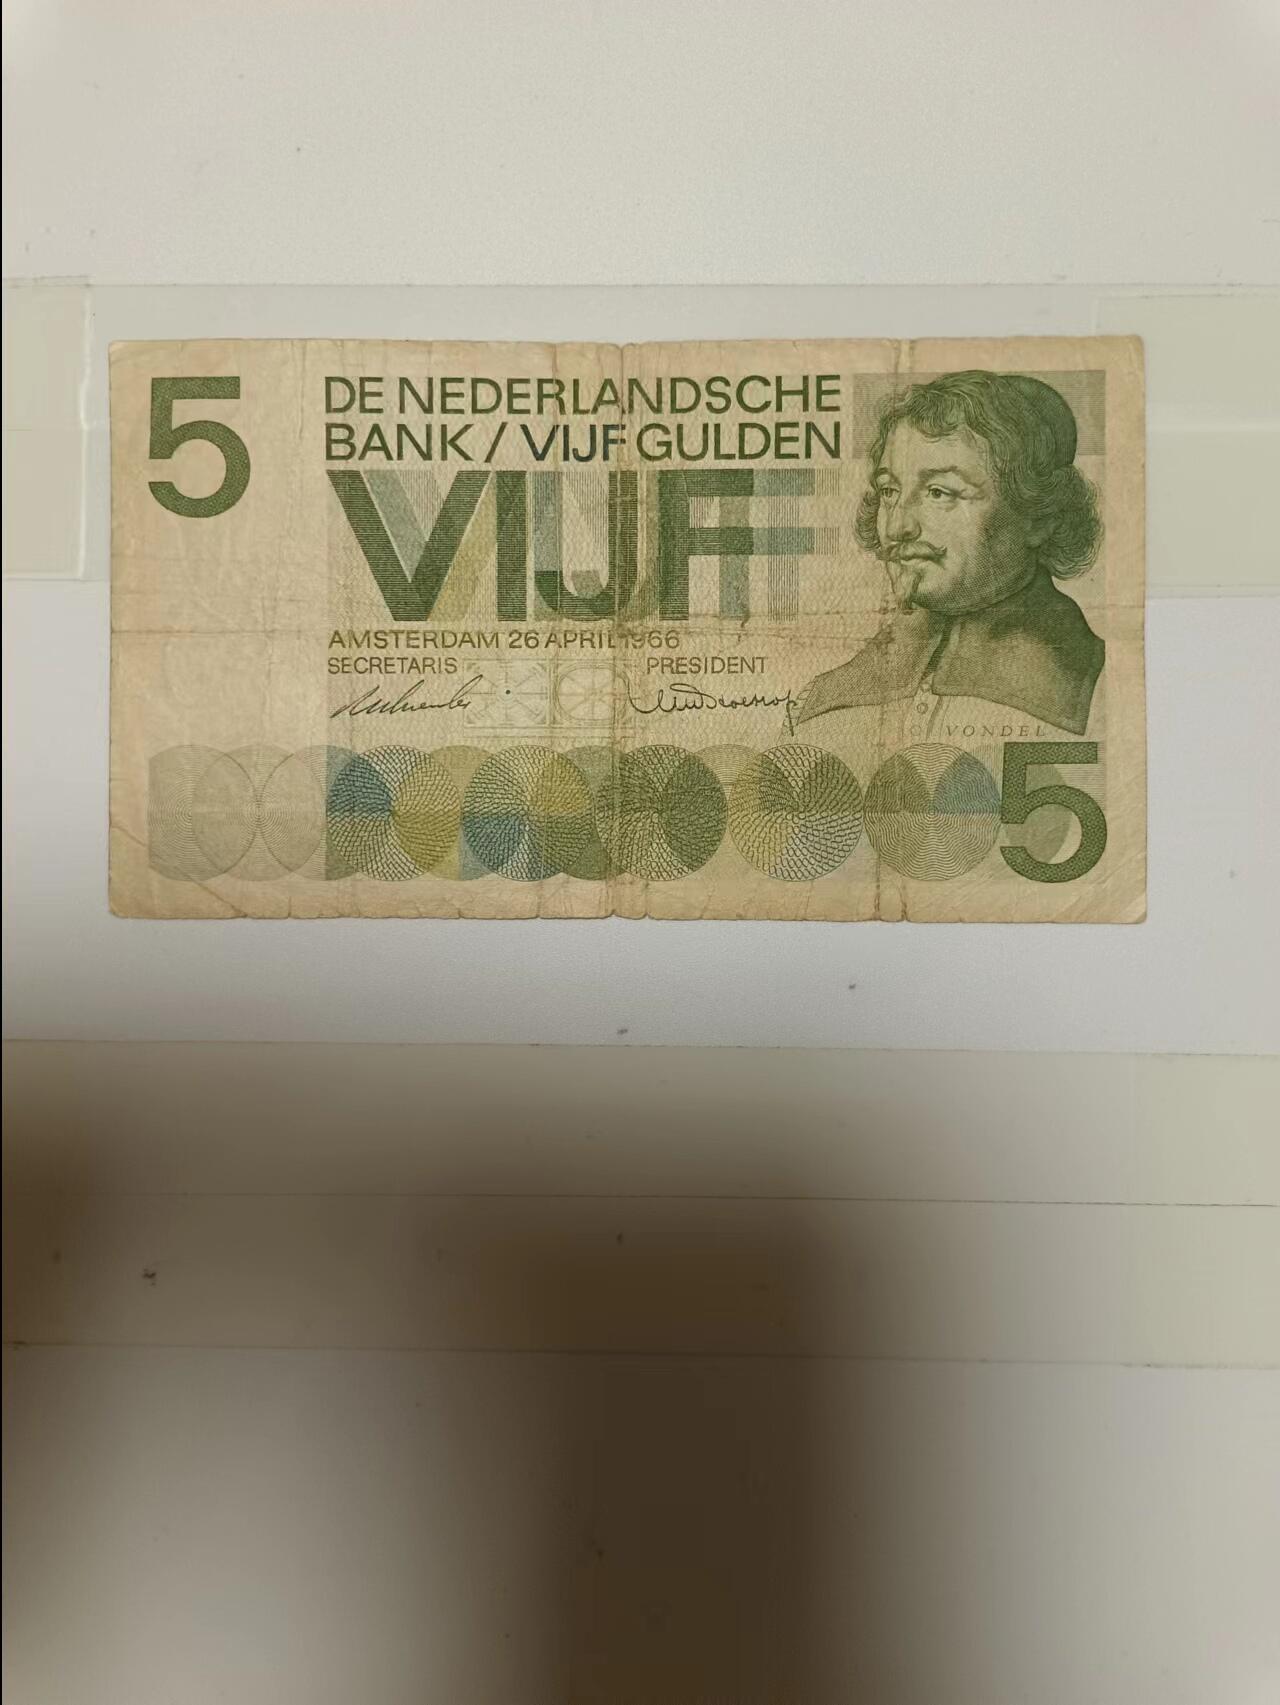 5
DE NEDERLANDSCHE
BANK / VIJF GULDEN
VIJF
AMSTERDAM 26 APRIL 1966
SECRETARIS PRESIDENT
VONDEL
5